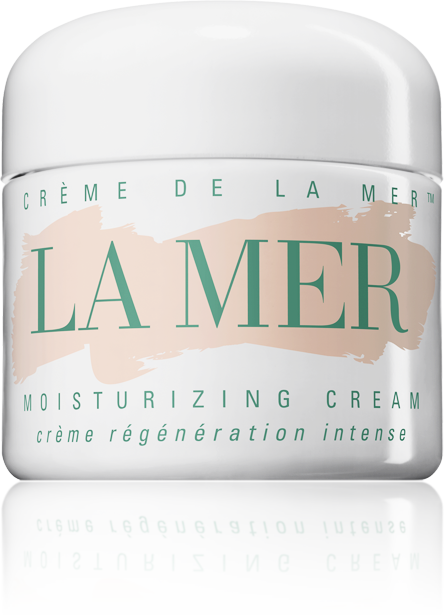 CRÈME DE LA MER™
LA MER
MOISTURIZING CREAM
crème régénération intense